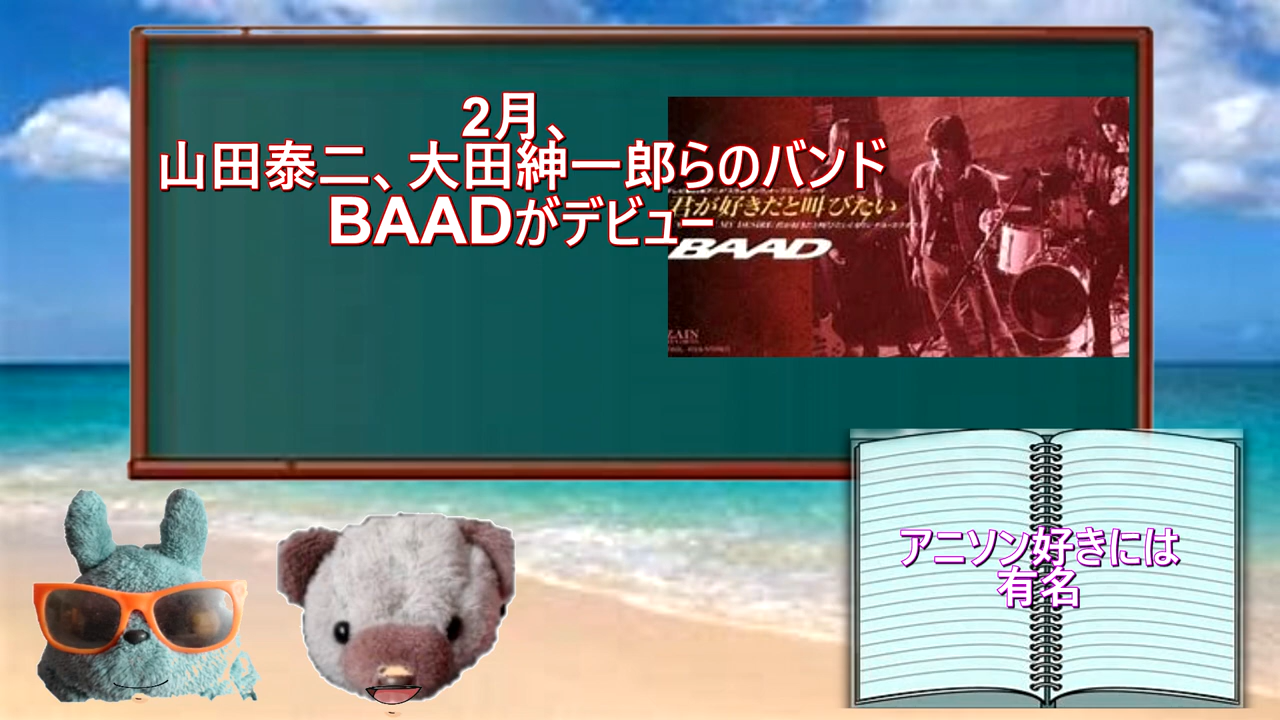 2月、
山田泰二、大田紳一郎らのバンド
BAADがデビュー
君が好きだと叫びたい
BAAD
アニソン好きには
有名